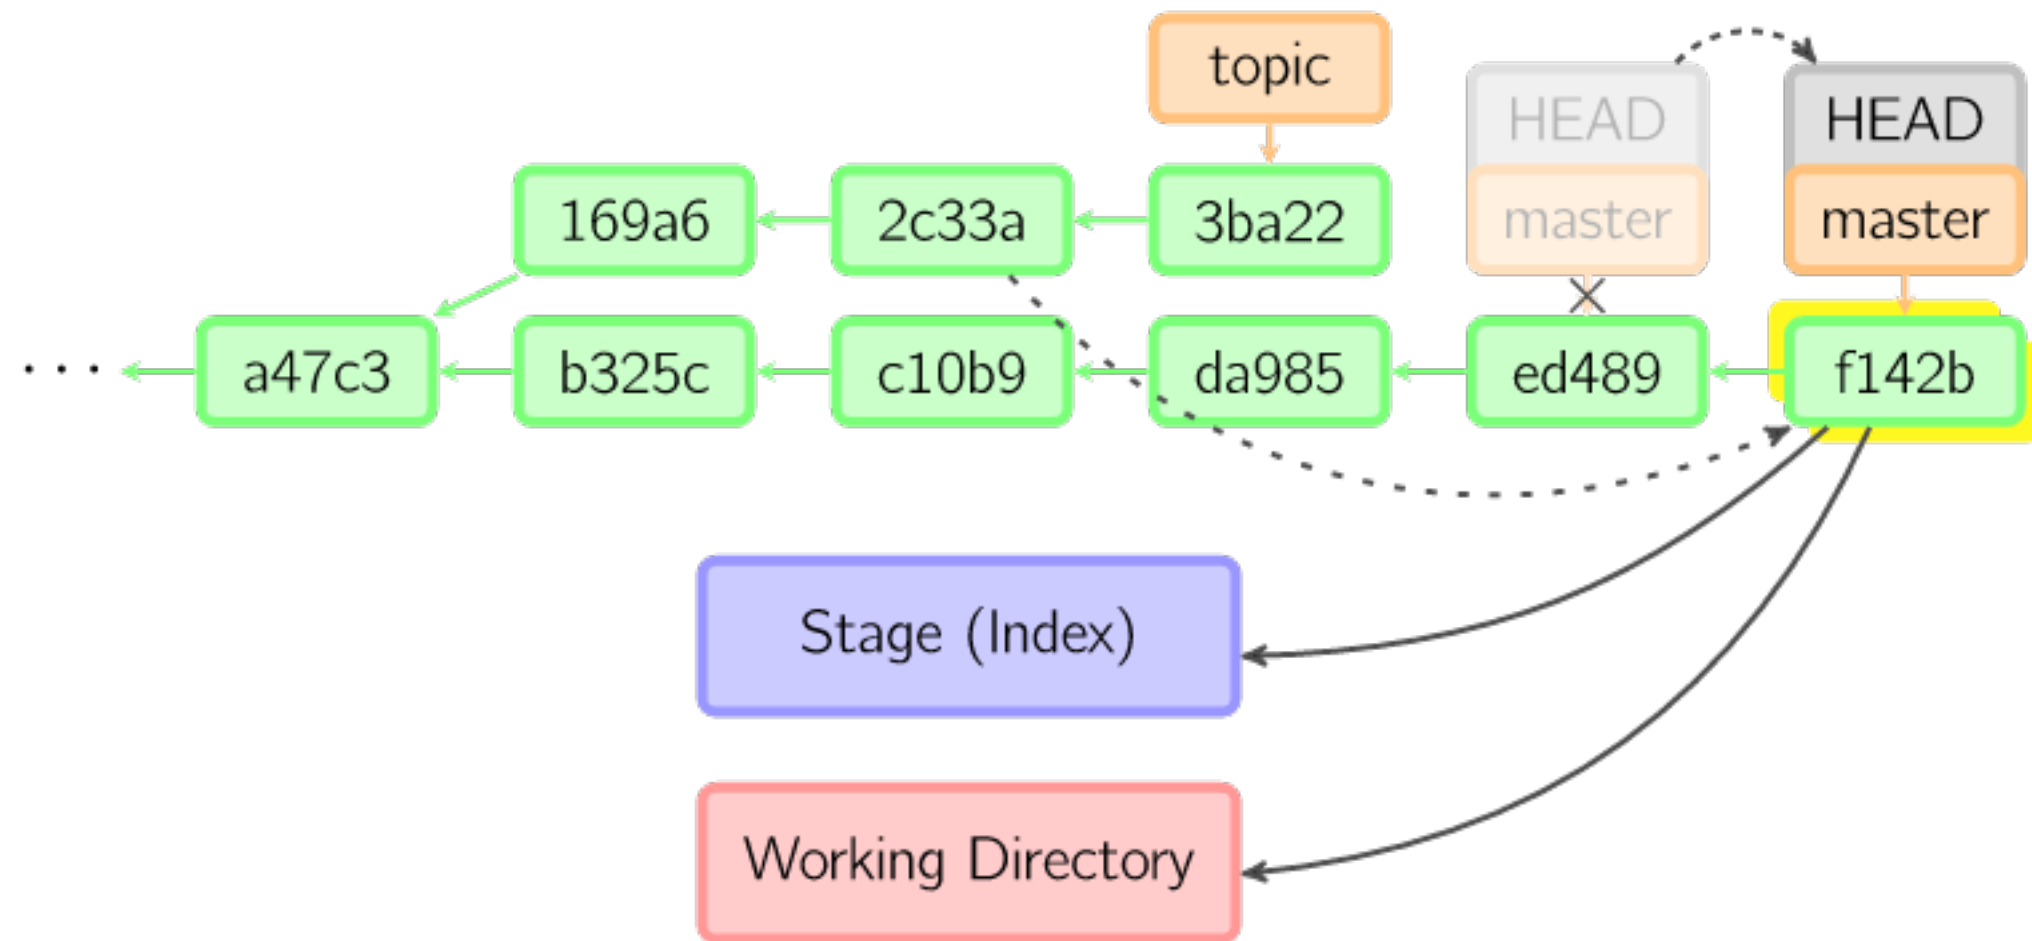 topic
HEAD
HEAD
169a6
2c33a
3ba22
master
master
...
a47c3
b325c
c10b9
da985
ed489
f142b
Stage (Index)
Working Directory